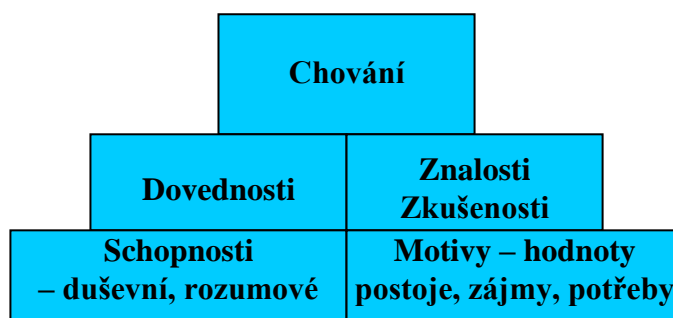 Chování
Dovednosti
Znalosti
Zkušenosti
Schopnosti
– duševní, rozumové
Motivy – hodnoty
postoje, zájmy, potřeby